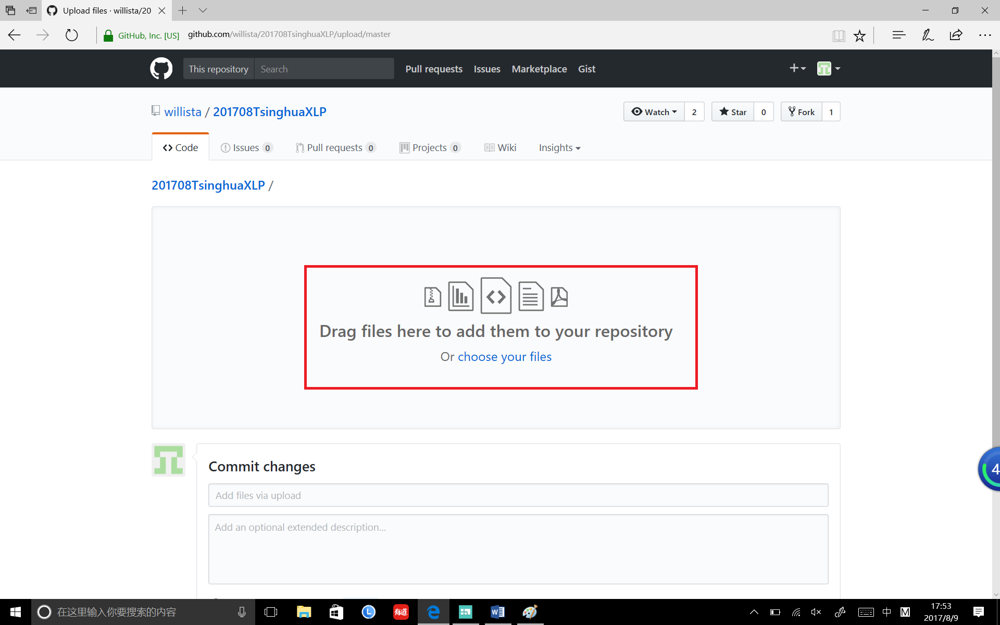 Upload files · willista/20
GitHub, Inc. [US] github.com/willista/201708TsinghuaXLP/upload/master
This repository Search Pull requests Issues Marketplace Gist
willista / 201708TsinghuaXLP
Watch 2 Star 0 Fork 1
Code Issues 0 Pull requests 0 Projects 0 Wiki Insights
201708TsinghuaXLP /
Drag files here to add them to your repository
Or choose your files
Commit changes
4
Add files via upload
Add an optional extended description...
在这里输入你要搜索的内容
有道
中
M
17:53
2017/8/9